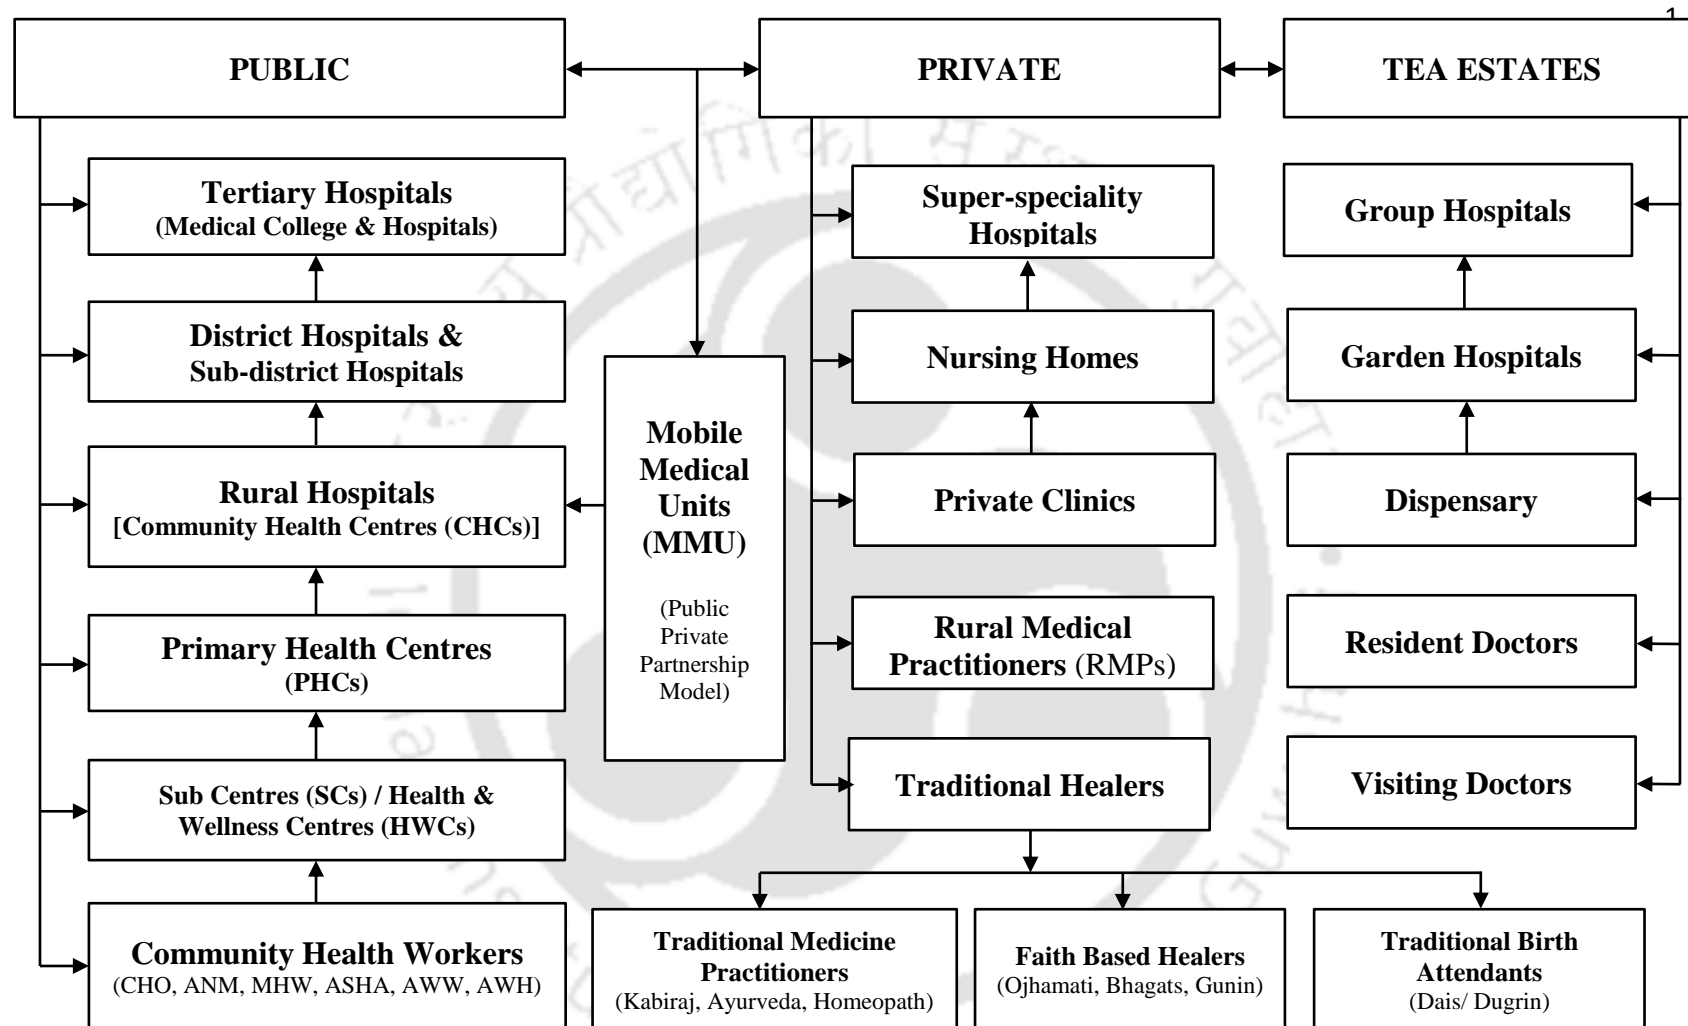 1
PUBLIC
PRIVATE
TEA ESTATES
Tertiary Hospitals
(Medical College & Hospitals)
District Hospitals &
Sub-district Hospitals
Rural Hospitals
[Community Health Centres (CHCs)]
Primary Health Centres
(PHCs)
Sub Centres (SCs) / Health &
Wellness Centres (HWCs)
Community Health Workers
(CHO, ANM, MHW, ASHA, AWW, AWH)
Mobile
Medical
Units
(MMU)
(Public
Private
Partnership
Model)
Super-speciality
Hospitals
Nursing Homes
Private Clinics
Rural Medical
Practitioners (RMPs)
Traditional Healers
Traditional Medicine
Practitioners
(Kabiraj, Ayurveda, Homeopath)
Faith Based Healers
(Ojhamati, Bhagats, Gunin)
Traditional Birth
Attendants
(Dais/ Dugrin)
Group Hospitals
Garden Hospitals
Dispensary
Resident Doctors
Visiting Doctors